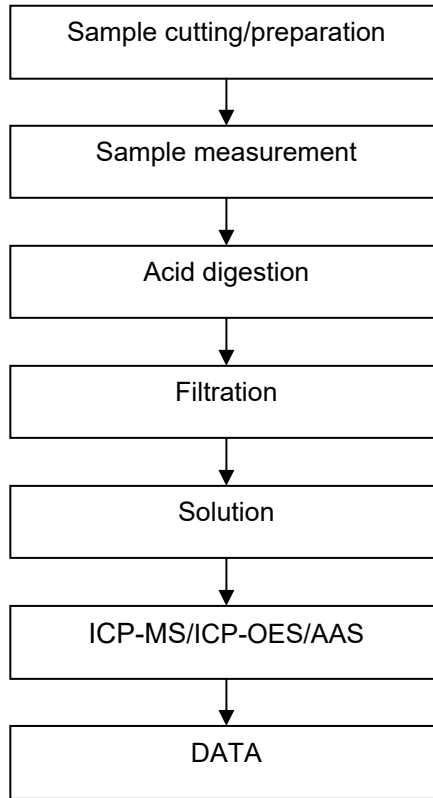 Sample cutting/preparation
Sample measurement
Acid digestion
Filtration
Solution
ICP-MS/ICP-OES/AAS
DATA